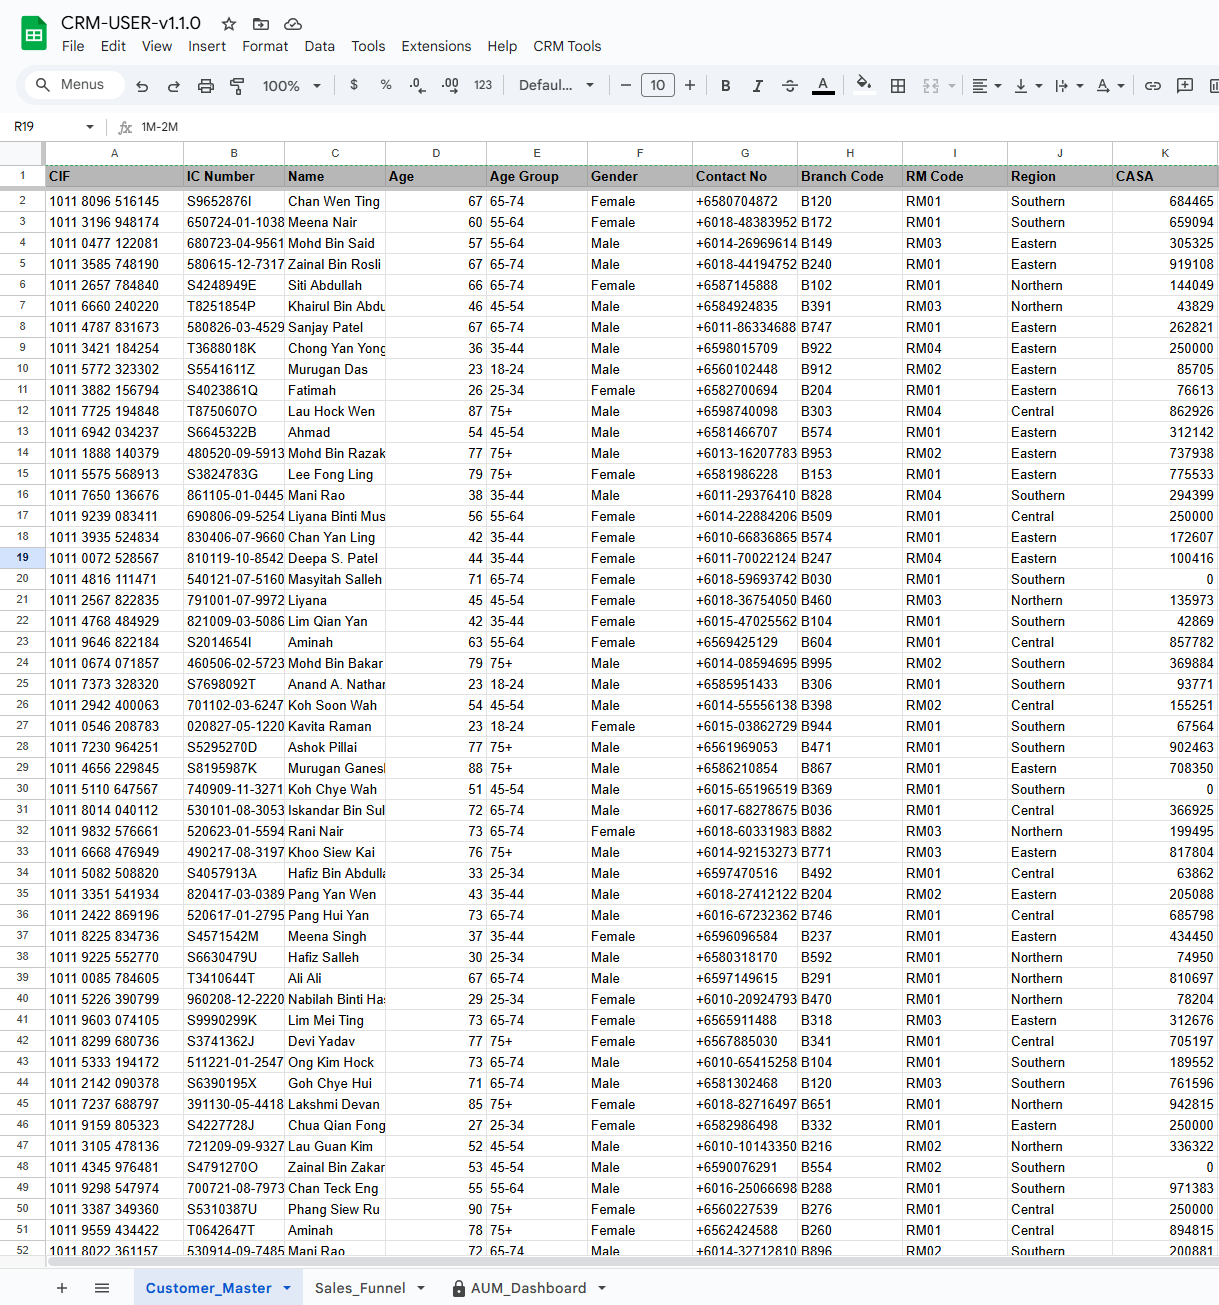 CRM-USER-v1.1.0
File Edit View Insert Format Data Tools Extensions Help CRM Tools
Menus 100% $ % .0 .00 123 Defaul... − 10 + B I A
R19 fx 1M-2M
A B C D E F G H I J K
1 CIF IC Number Name Age Age Group Gender Contact No Branch Code RM Code Region CASA
2 1011 8096 516145 S9652876I Chan Wen Ting 67 65-74 Female +6580704872 B120 RM01 Southern 684465
3 1011 3196 948174 650724-01-1038 Meena Nair 60 55-64 Female +6018-48383952 B172 RM01 Southern 659094
4 1011 0477 122081 680723-04-9561 Mohd Bin Said 57 55-64 Male +6014-26969614 B149 RM03 Eastern 305325
5 1011 3585 748190 580615-12-7317 Zainal Bin Rosli 67 65-74 Male +6018-44194752 B240 RM01 Eastern 919108
6 1011 2657 784840 S4248949E Siti Abdullah 66 65-74 Female +6587145888 B102 RM01 Northern 144049
7 1011 6660 240220 T8251854P Khairul Bin Abdu 46 45-54 Male +6584924835 B391 RM03 Northern 43829
8 1011 4787 831673 580826-03-4529 Sanjay Patel 67 65-74 Male +6011-86334688 B747 RM01 Eastern 262821
9 1011 3421 184254 T3688018K Chong Yan Yong 36 35-44 Male +6598015709 B922 RM04 Eastern 250000
10 1011 5772 323302 S5541611Z Murugan Das 23 18-24 Male +6560102448 B912 RM02 Eastern 85705
11 1011 3882 156794 S4023861Q Fatimah 26 25-34 Female +6582700694 B204 RM01 Eastern 76613
12 1011 7725 194848 T8750607O Lau Hock Wen 87 75+ Male +6598740098 B303 RM04 Central 862926
13 1011 6942 034237 S6645322B Ahmad 54 45-54 Male +6581466707 B574 RM01 Eastern 312142
14 1011 1888 140379 480520-09-5913 Mohd Bin Razak 77 75+ Male +6013-16207783 B953 RM02 Eastern 737938
15 1011 5575 568913 S3824783G Lee Fong Ling 79 75+ Female +6581986228 B153 RM01 Eastern 775533
16 1011 7650 136676 861105-01-0445 Mani Rao 38 35-44 Male +6011-29376410 B828 RM04 Southern 294399
17 1011 9239 083411 690806-09-5254 Liyana Binti Mus 56 55-64 Female +6014-22884206 B509 RM01 Central 250000
18 1011 3935 524834 830406-07-9660 Chan Yan Ling 42 35-44 Female +6010-66836865 B574 RM01 Eastern 172607
19 1011 0072 528567 810119-10-8542 Deepa S. Patel 44 35-44 Female +6011-70022124 B247 RM04 Eastern 100416
20 1011 4816 111471 540121-07-5160 Masyitah Salleh 71 65-74 Female +6018-59693742 B030 RM01 Southern 0
21 1011 2567 822835 791001-07-9972 Liyana 45 45-54 Female +6018-36754050 B460 RM03 Northern 135973
22 1011 4768 484929 821009-03-5086 Lim Qian Yan 42 35-44 Female +6015-47025562 B104 RM01 Southern 42869
23 1011 9646 822184 S2014654I Aminah 63 55-64 Female +6569425129 B604 RM01 Central 857782
24 1011 0674 071857 460506-02-5723 Mohd Bin Bakar 79 75+ Male +6014-08594695 B995 RM02 Southern 369884
25 1011 7373 328320 S7698092T Anand A. Nathan 23 18-24 Male +6585951433 B306 RM01 Southern 93771
26 1011 2942 400063 701102-03-6247 Koh Soon Wah 54 45-54 Male +6014-55556138 B398 RM02 Central 155251
27 1011 0546 208783 020827-05-1220 Kavita Raman 23 18-24 Female +6015-03862729 B944 RM01 Southern 67564
28 1011 7230 964251 S5295270D Ashok Pillai 77 75+ Male +6561969053 B471 RM01 Southern 902463
29 1011 4656 229845 S8195987K Murugan Ganesl 88 75+ Male +6586210854 B867 RM01 Eastern 708350
30 1011 5110 647567 740909-11-3271 Koh Chye Wah 51 45-54 Male +6015-65196519 B369 RM01 Southern 0
31 1011 8014 040112 530101-08-3053 Iskandar Bin Sul 72 65-74 Male +6017-68278675 B036 RM01 Central 366925
32 1011 9832 576661 520623-01-5594 Rani Nair 73 65-74 Female +6018-60331983 B882 RM03 Northern 199495
33 1011 6668 476949 490217-08-3197 Khoo Siew Kai 76 75+ Male +6014-92153273 B771 RM03 Eastern 817804
34 1011 5082 508820 S4057913A Hafiz Bin Abdulla 33 25-34 Male +6597470516 B492 RM01 Central 63862
35 1011 3351 541934 820417-03-0389 Pang Yan Wen 43 35-44 Male +6018-27412122 B204 RM02 Eastern 205088
36 1011 2422 869196 520617-01-2795 Pang Hui Yan 73 65-74 Male +6016-67232362 B746 RM01 Central 685798
37 1011 8225 834736 S4571542M Meena Singh 37 35-44 Female +6596096584 B237 RM01 Eastern 434450
38 1011 9225 552770 S6630479U Hafiz Salleh 30 25-34 Male +6580318170 B592 RM01 Northern 74950
39 1011 0085 784605 T3410644T Ali Ali 67 65-74 Male +6597149615 B291 RM01 Northern 810697
40 1011 5226 390799 960208-12-2220 Nabilah Binti Has 29 25-34 Female +6010-20924793 B470 RM01 Northern 78204
41 1011 9603 074105 S9990299K Lim Mei Ting 73 65-74 Female +6565911488 B318 RM03 Eastern 312676
42 1011 8299 680736 S3741362J Devi Yadav 77 75+ Female +6567885030 B341 RM01 Central 705197
43 1011 5333 194172 511221-01-2547 Ong Kim Hock 73 65-74 Male +6010-65415258 B104 RM01 Southern 189552
44 1011 2142 090378 S6390195X Goh Chye Hui 71 65-74 Male +6581302468 B120 RM03 Southern 761596
45 1011 7237 688797 391130-05-4418 Lakshmi Devan 85 75+ Female +6018-82716497 B651 RM01 Northern 942815
46 1011 9159 805323 S4227728J Chua Qian Fong 27 25-34 Female +6582986498 B332 RM01 Eastern 250000
47 1011 3105 478136 721209-09-9327 Lau Guan Kim 52 45-54 Male +6010-10143350 B216 RM02 Northern 336322
48 1011 4345 976481 S4791270O Zainal Bin Zakar 53 45-54 Male +6590076291 B554 RM02 Southern 0
49 1011 9298 547974 700721-08-7973 Chan Teck Eng 55 55-64 Male +6016-25066698 B288 RM01 Southern 971383
50 1011 3387 349360 S5310387U Phang Siew Ru 90 75+ Female +6560227539 B276 RM01 Central 250000
51 1011 9559 434422 T0642647T Aminah 78 75+ Female +6562424588 B260 RM01 Central 894815
52 1011 8022 361157 530914-09-7485 Mani Rao 72 65-74 Male +6014-32712810 B896 RM02 Southern 200881
+ Customer_Master Sales_Funnel AUM_Dashboard